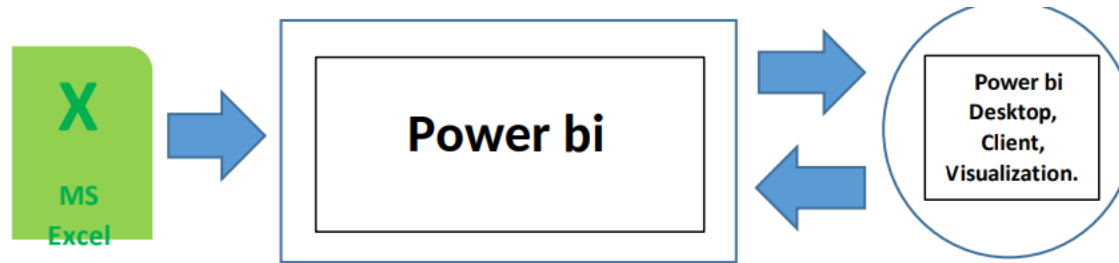 X
MS
Excel
Power bi
Power bi
Desktop,
Client,
Visualization.